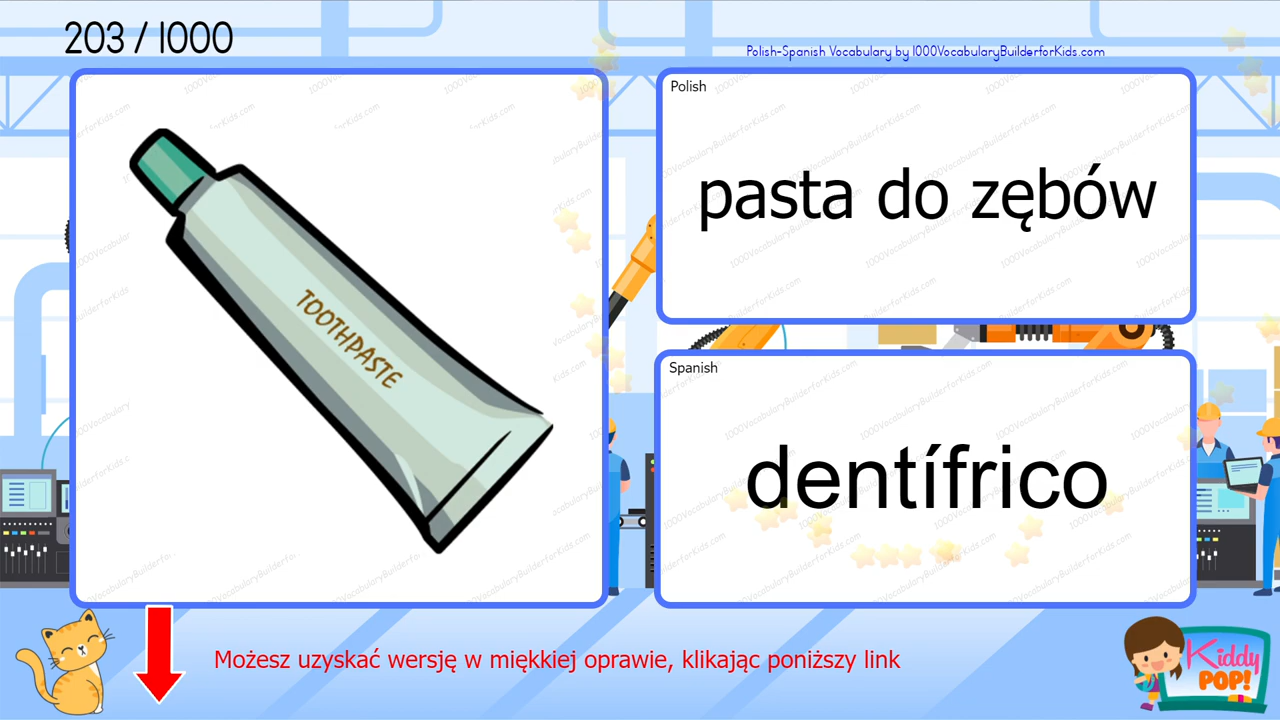 203 / 1000
Polish-Spanish Vocabulary by 1000VocabularyBuilderforKids.com
TOOTHPASTE
Polish
pasta do zębów
Spanish
dentífrico
Możesz uzyskać wersję w miękkiej oprawie, klikając poniższy link
Kiddy
POP!